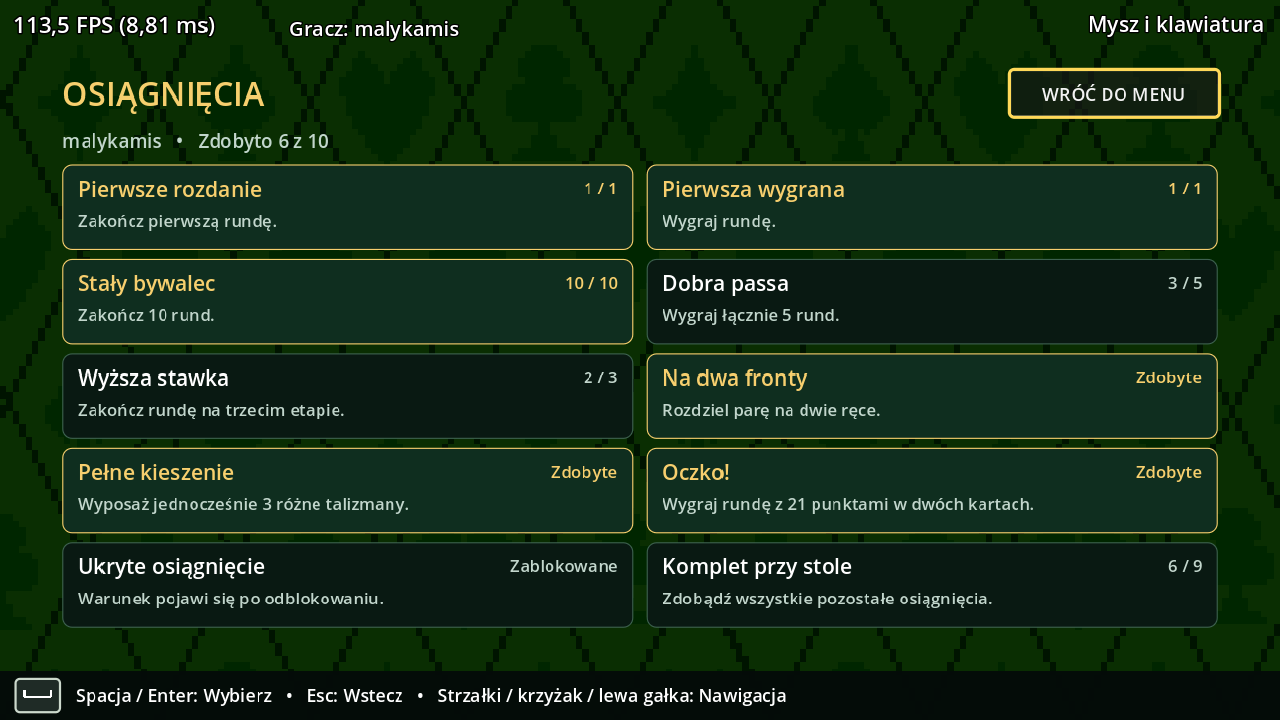 113,5 FPS (8,81 ms)
Gracz: malykamis
Mysz i klawiatura
OSIĄGNIĘCIA
WRÓĆ DO MENU
malykamis • Zdobyto 6 z 10
Pierwsze rozdanie 1 / 1
Zakończ pierwszą rundę.
Pierwsza wygrana 1 / 1
Wygraj rundę.
Stały bywalec 10 / 10
Zakończ 10 rund.
Dobra passa 3 / 5
Wygraj łącznie 5 rund.
Wyższa stawka 2 / 3
Zakończ rundę na trzecim etapie.
Na dwa fronty Zdobyte
Rozdziel parę na dwie ręce.
Pełne kieszenie Zdobyte
Wyposaż jednocześnie 3 różne talizmany.
Oczko! Zdobyte
Wygraj rundę z 21 punktami w dwóch kartach.
Ukryte osiągnięcie Zablokowane
Warunek pojawi się po odblokowaniu.
Komplet przy stole 6 / 9
Zdobądź wszystkie pozostałe osiągnięcia.
Spacja / Enter: Wybierz • Esc: Wstecz • Strzałki / krzyżak / lewa gałka: Nawigacja